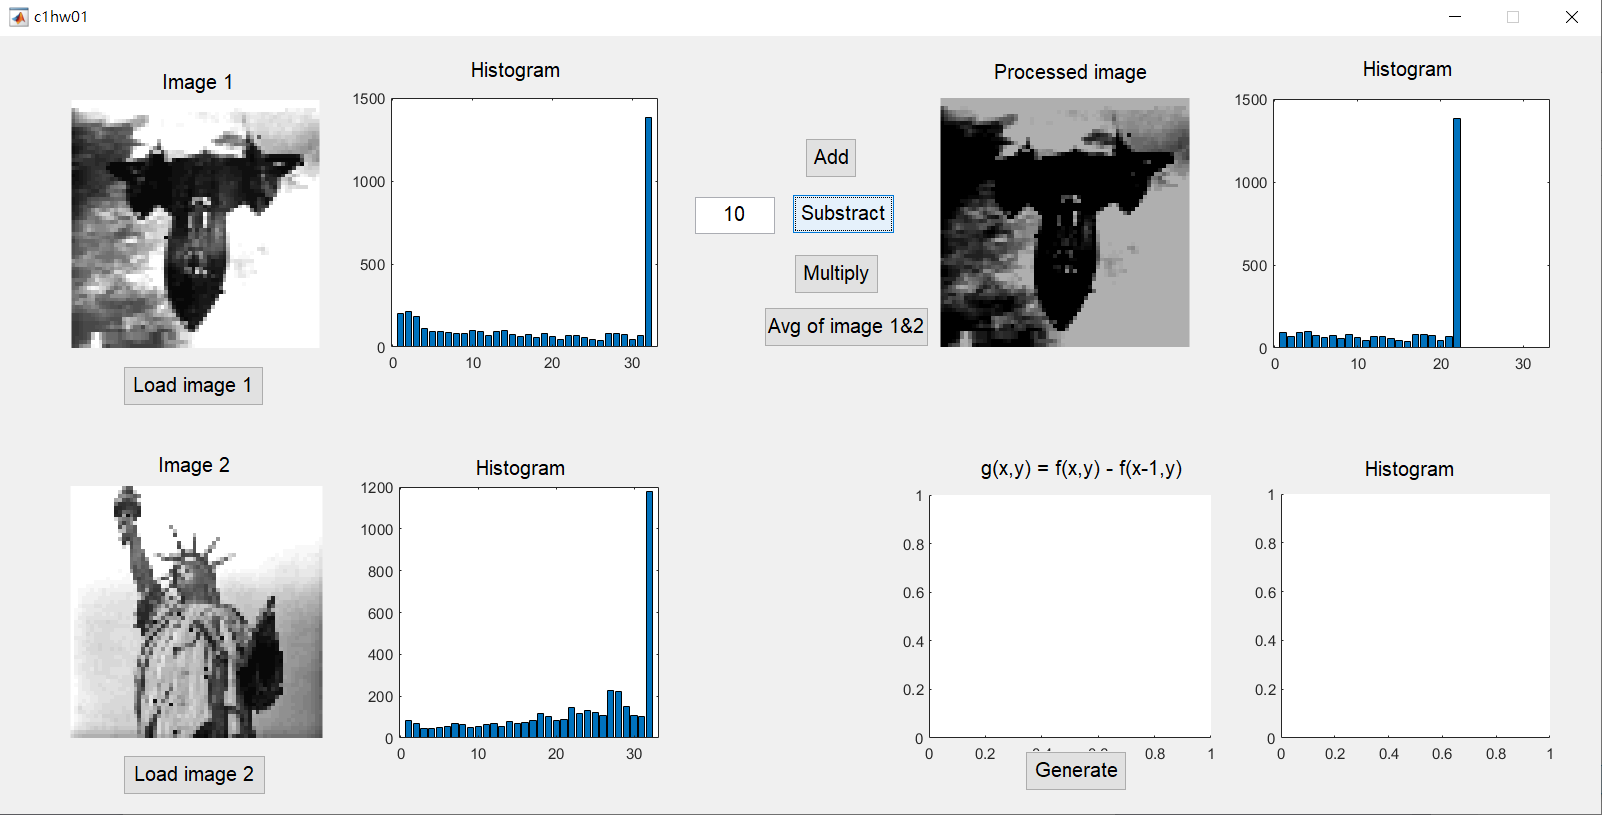 c1hw01
Image 1
Histogram
Processed image
Histogram
1500
1000
500
0
0 10 20 30
Add
10
Substract
Multiply
Avg of image 1&2
1500
1000
500
0
0 10 20 30
Load image 1
Image 2
Histogram
g(x,y) = f(x,y) - f(x-1,y)
Histogram
1200
1000
800
600
400
200
0
0 10 20 30
1
0.8
0.6
0.4
0.2
0
0 0.2 0.4 0.6 0.8 1
1
0.8
0.6
0.4
0.2
0
0 0.2 0.4 0.6 0.8 1
Load image 2
Generate